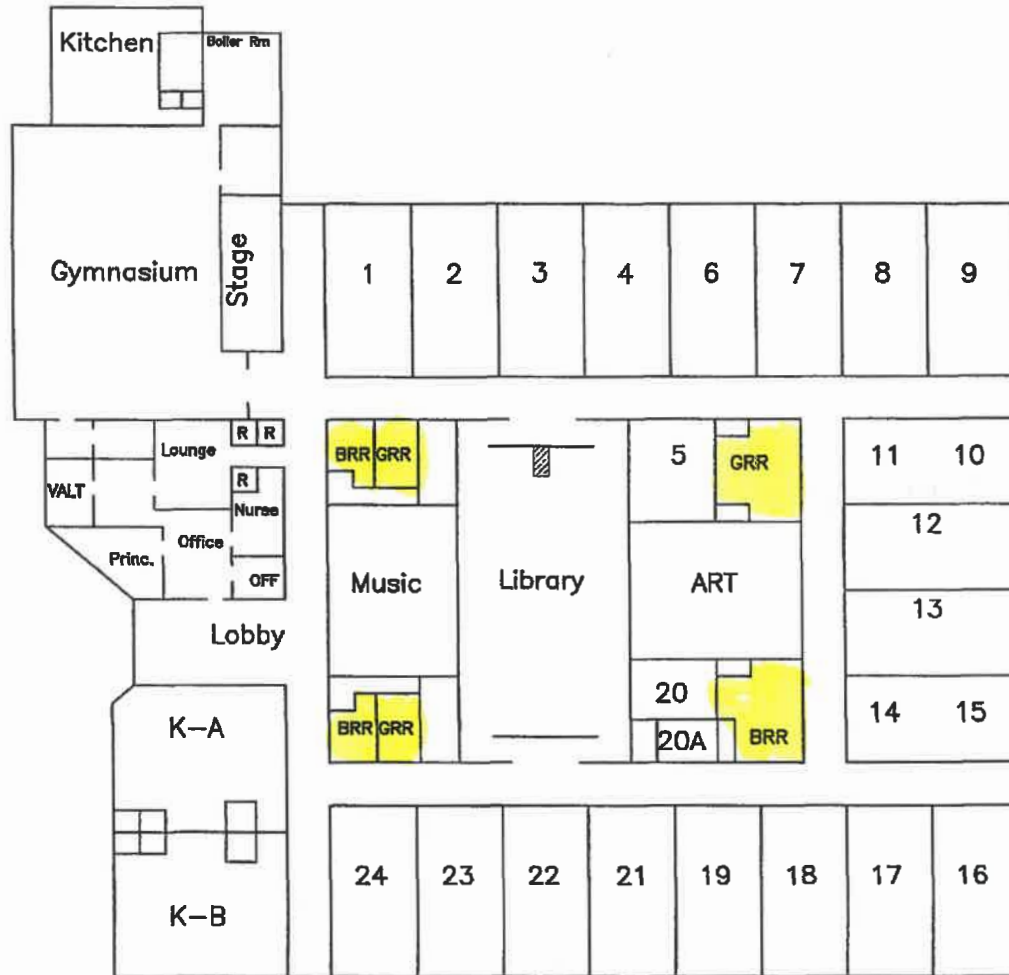 Kitchen
Boiler Rm
Gymnasium
Stage
1 2 3 4 6 7 8 9
Lounge
R R
BRR GRR
5
GRR
11 10
VALT
R
Nurse
12
Office
Princ.
OFF
Music
Library
ART
13
Lobby
20
K-A
BRR GRR
20A
BRR
14 15
24 23 22 21 19 18 17 16
K-B